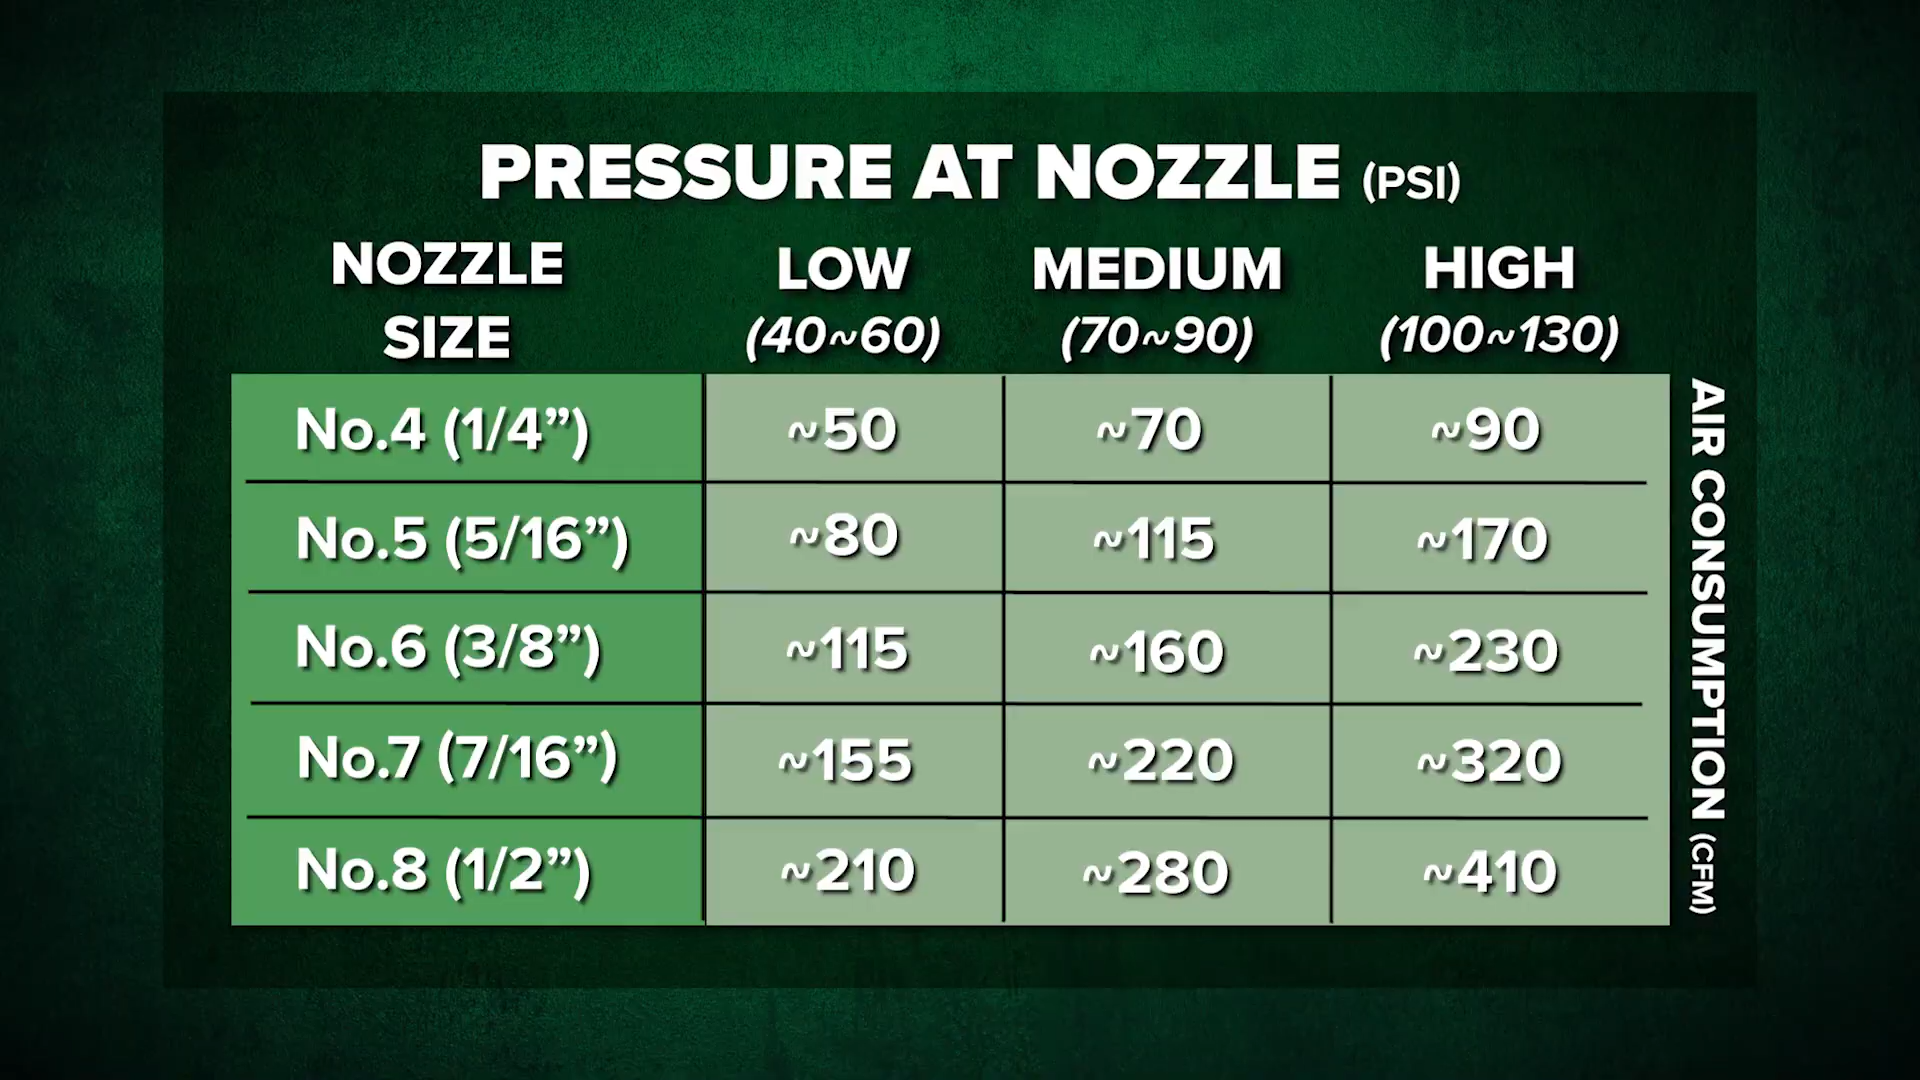 PRESSURE AT NOZZLE (PSI)
NOZZLE SIZE LOW (40~60) MEDIUM (70~90) HIGH (100~130)
No.4 (1/4”) ~50 ~70 ~90
No.5 (5/16”) ~80 ~115 ~170
No.6 (3/8”) ~115 ~160 ~230
No.7 (7/16”) ~155 ~220 ~320
No.8 (1/2”) ~210 ~280 ~410
AIR CONSUMPTION (CFM)